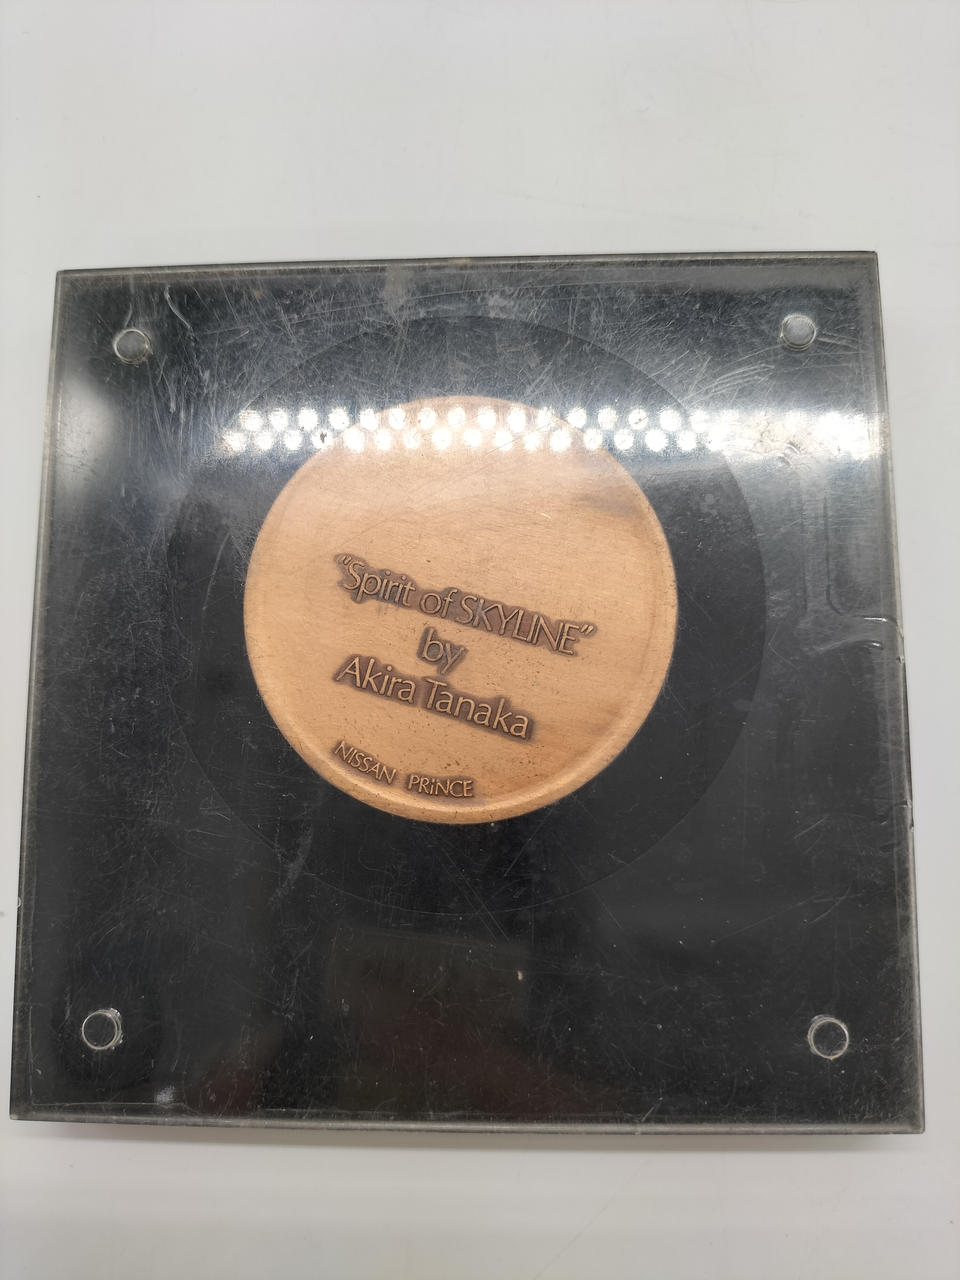 "Spirit of SKYLINE"
by
Akira Tanaka
NISSAN PRiNCE